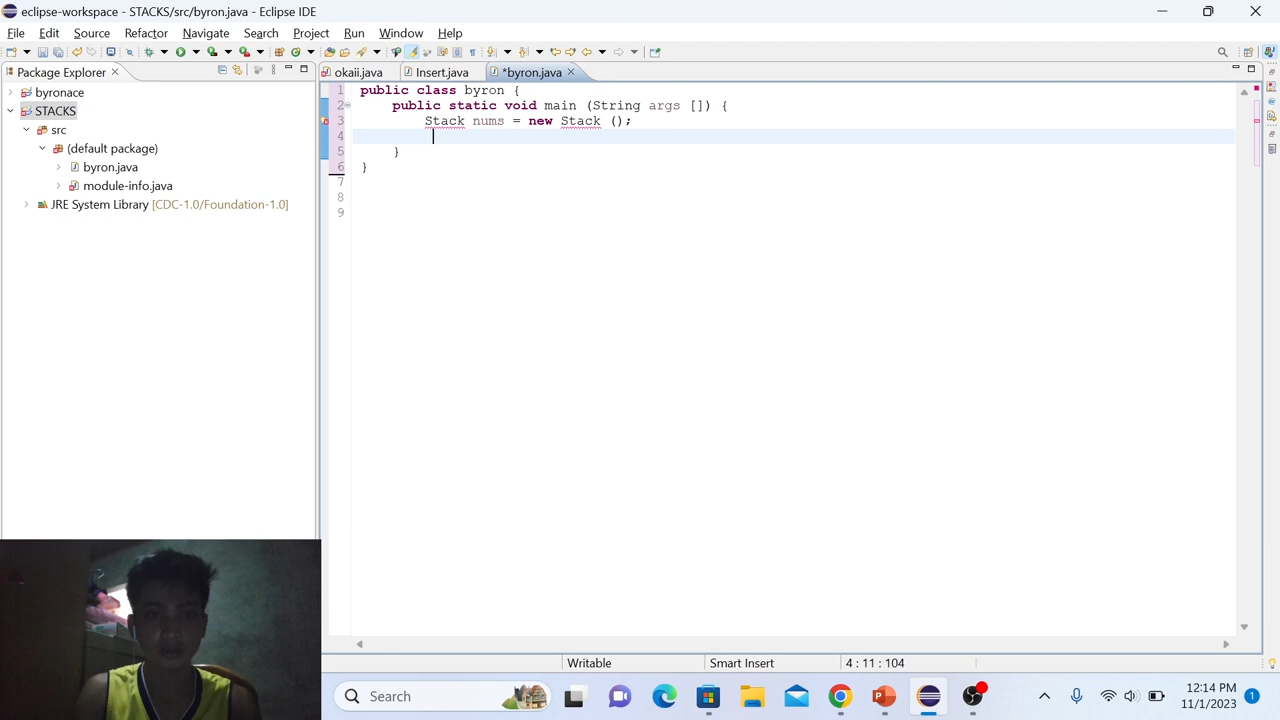 eclipse-workspace - STACKS/src/byron.java - Eclipse IDE
File Edit Source Refactor Navigate Search Project Run Window Help
Package Explorer
okaii.java
Insert.java
*byron.java
byronace
STACKS
src
(default package)
byron.java
module-info.java
JRE System Library [CDC-1.0/Foundation-1.0]
1 public class byron {
2 public static void main (String args []) {
3 Stack nums = new Stack ();
4
5 }
6 }
7
8
9
Writable Smart Insert 4 : 11 : 104
Search
12:14 PM
11/1/2023
1